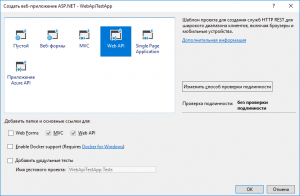 Создать веб-приложение ASP.NET - WebApiTestApp
Пустой
Веб-формы
MVC
Web API
Single Page Application
Приложение Azure API
Шаблон проекта для создания служб HTTP REST для широкого диапазона клиентов, включая браузеры и мобильные устройства.
Дополнительная информация
Изменить способ проверки подлинности
Проверка подлинности: без проверки подлинности
Добавить папки и основные ссылки для
Web Forms
MVC
Web API
Enable Docker support (Requires Docker for Windows)
Добавить модульные тесты
Имя тестового проекта:
WebApiTestApp.Tests
OK
Отмена